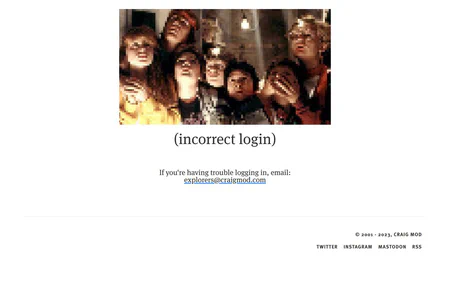 (incorrect login)
If you're having trouble logging in, email:
explorers@craigmod.com
© 2001 - 2023, CRAIG MOD
TWITTER INSTAGRAM MASTODON RSS